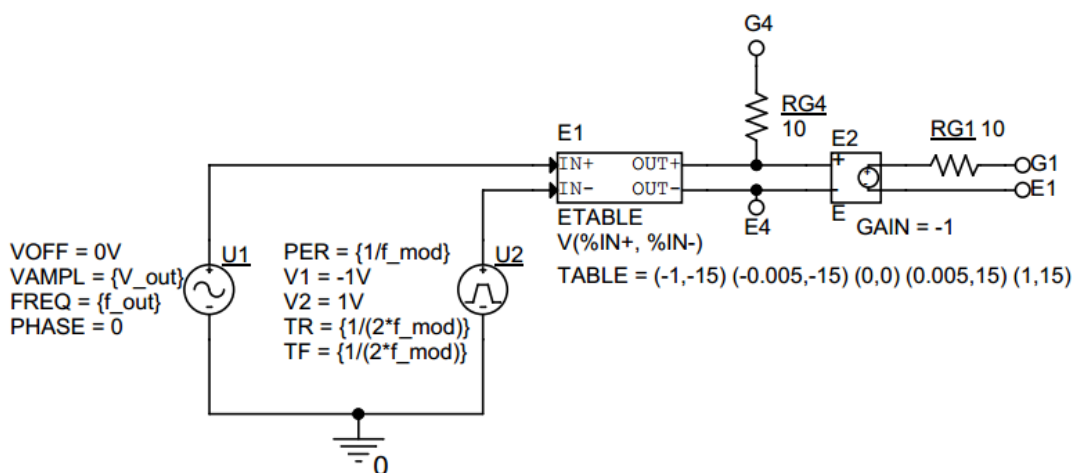 G4
RG4
10
E1
IN+ OUT+
IN- OUT-
ETABLE
V(%IN+, %IN-)
TABLE = (-1,-15) (-0.005,-15) (0,0) (0.005,15) (1,15)
E4
E2
+
-
+
-
E
GAIN = -1
RG1 10
G1
E1
VOFF = 0V
VAMPL = {V_out}
FREQ = {f_out}
PHASE = 0
U1
+
-
PER = {1/f_mod}
V1 = -1V
V2 = 1V
TR = {1/(2*f_mod)}
TF = {1/(2*f_mod)}
U2
+
-
0